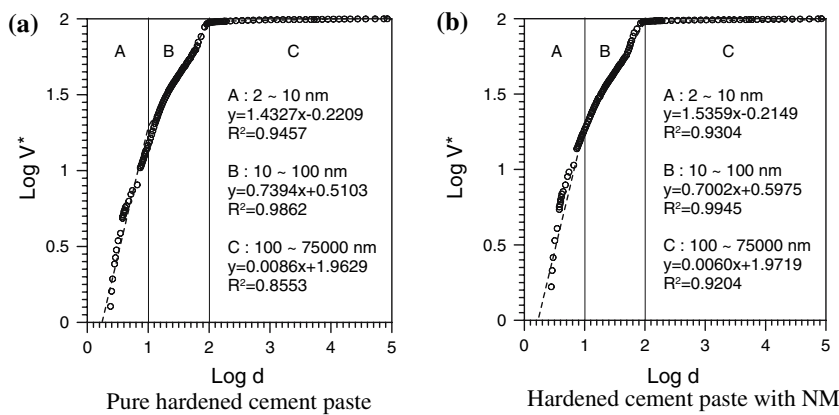 (a)
2
1.5
1
0.5
0
Log V*
A
B
C
A : 2 ~ 10 nm
y=1.4327x-0.2209
R²=0.9457
B : 10 ~ 100 nm
y=0.7394x+0.5103
R²=0.9862
C : 100 ~ 75000 nm
y=0.0086x+1.9629
R²=0.8553
0 1 2 3 4 5
Log d
Pure hardened cement paste
(b)
2
1.5
1
0.5
0
Log V*
A
B
C
A : 2 ~ 10 nm
y=1.5359x-0.2149
R²=0.9304
B : 10 ~ 100 nm
y=0.7002x+0.5975
R²=0.9945
C : 100 ~ 75000 nm
y=0.0060x+1.9719
R²=0.9204
0 1 2 3 4 5
Log d
Hardened cement paste with NM